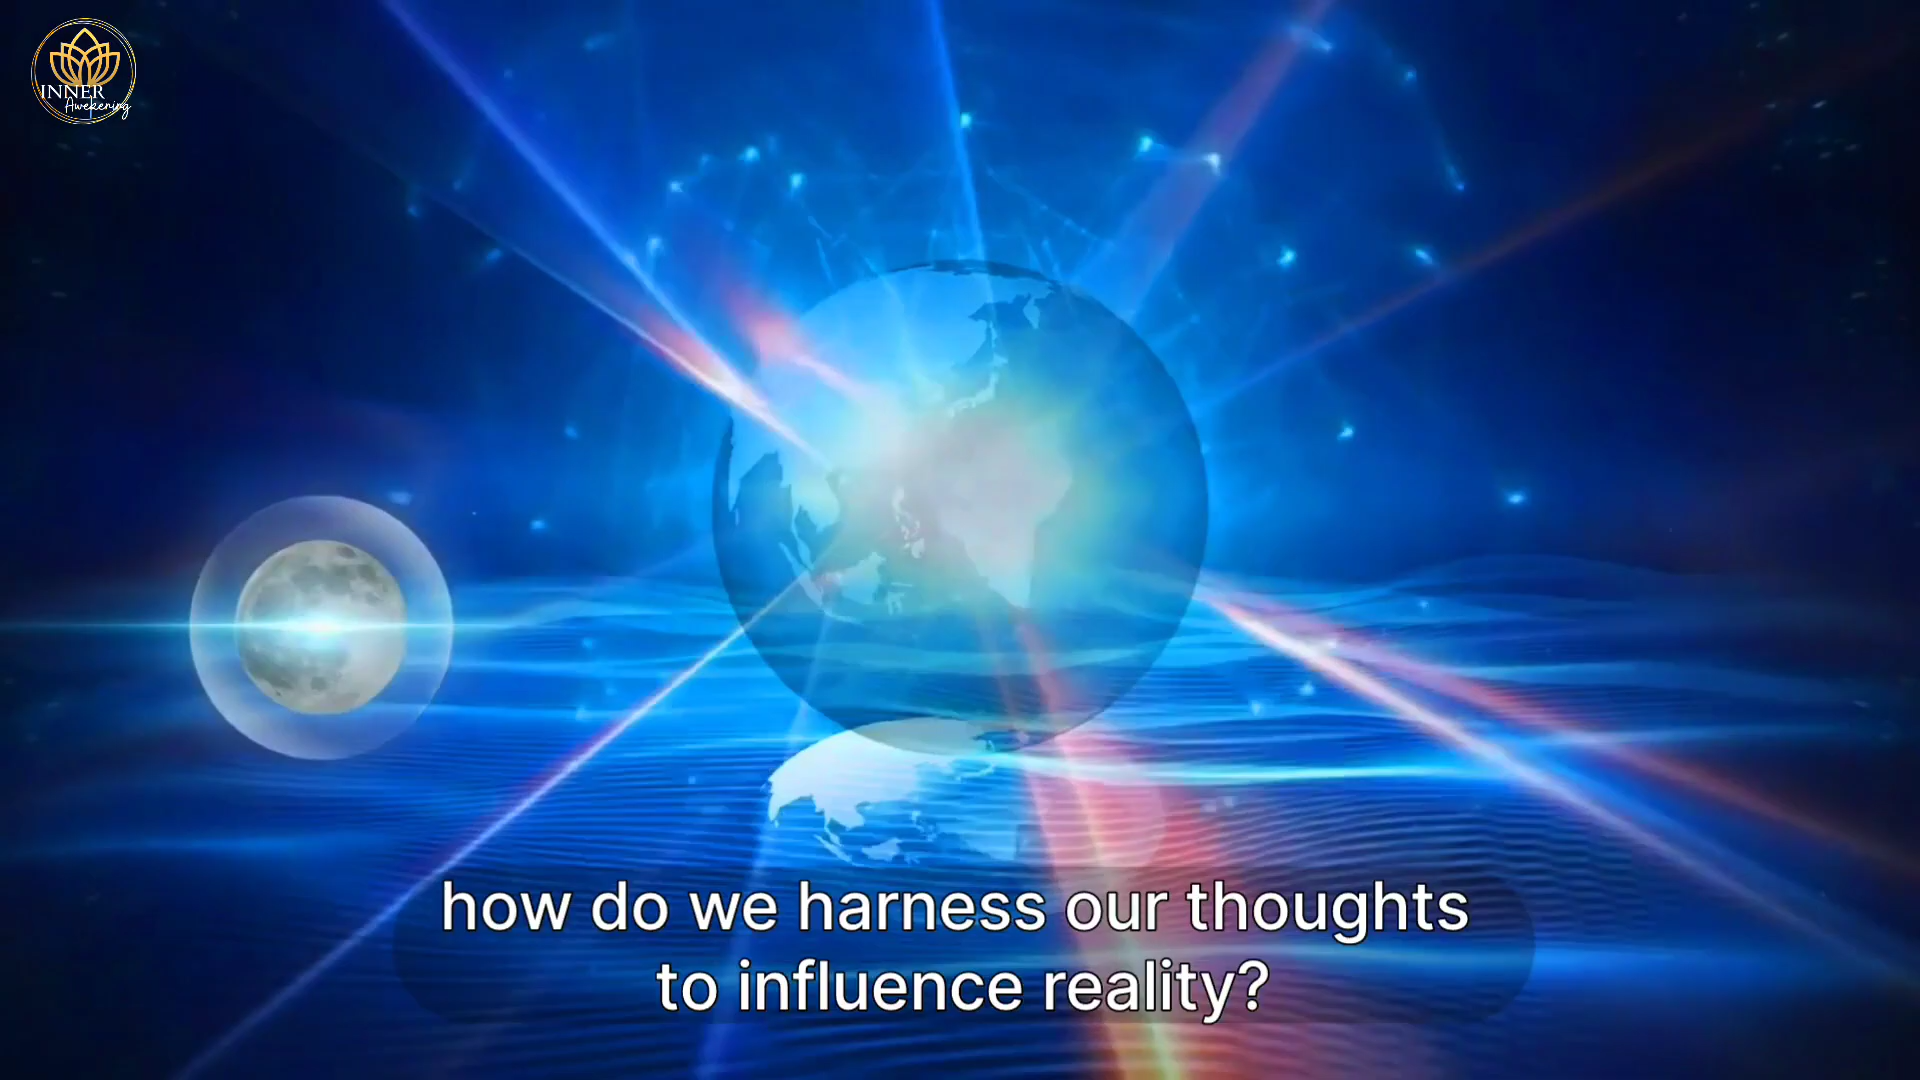 INNER
Awekening
how do we harness our thoughts
to influence reality?